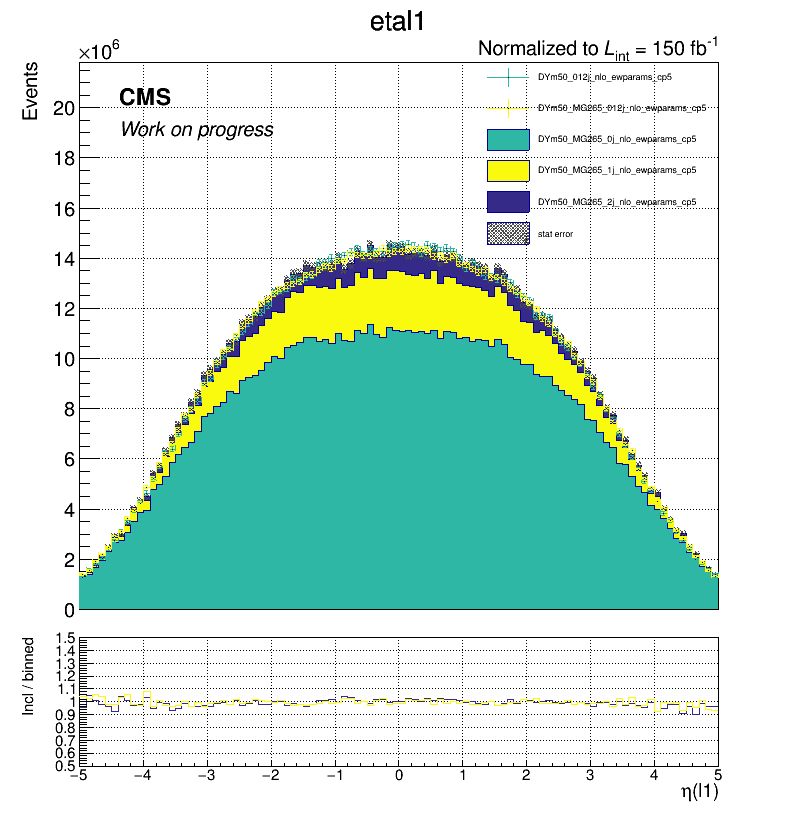 etal1
×10⁶
Normalized to L_int = 150 fb⁻¹
Events
CMS
Work on progress
DYm50_012j_nlo_ewparams_cp5
DYm50_MG265_012j_nlo_ewparams_cp5
DYm50_MG265_0j_nlo_ewparams_cp5
DYm50_MG265_1j_nlo_ewparams_cp5
DYm50_MG265_2j_nlo_ewparams_cp5
stat error
20
18
16
14
12
10
8
6
4
2
0
Incl / binned
1.5
1.4
1.3
1.2
1.1
1
0.9
0.8
0.7
0.6
0.5
−5 −4 −3 −2 −1 0 1 2 3 4 5
η(l1)